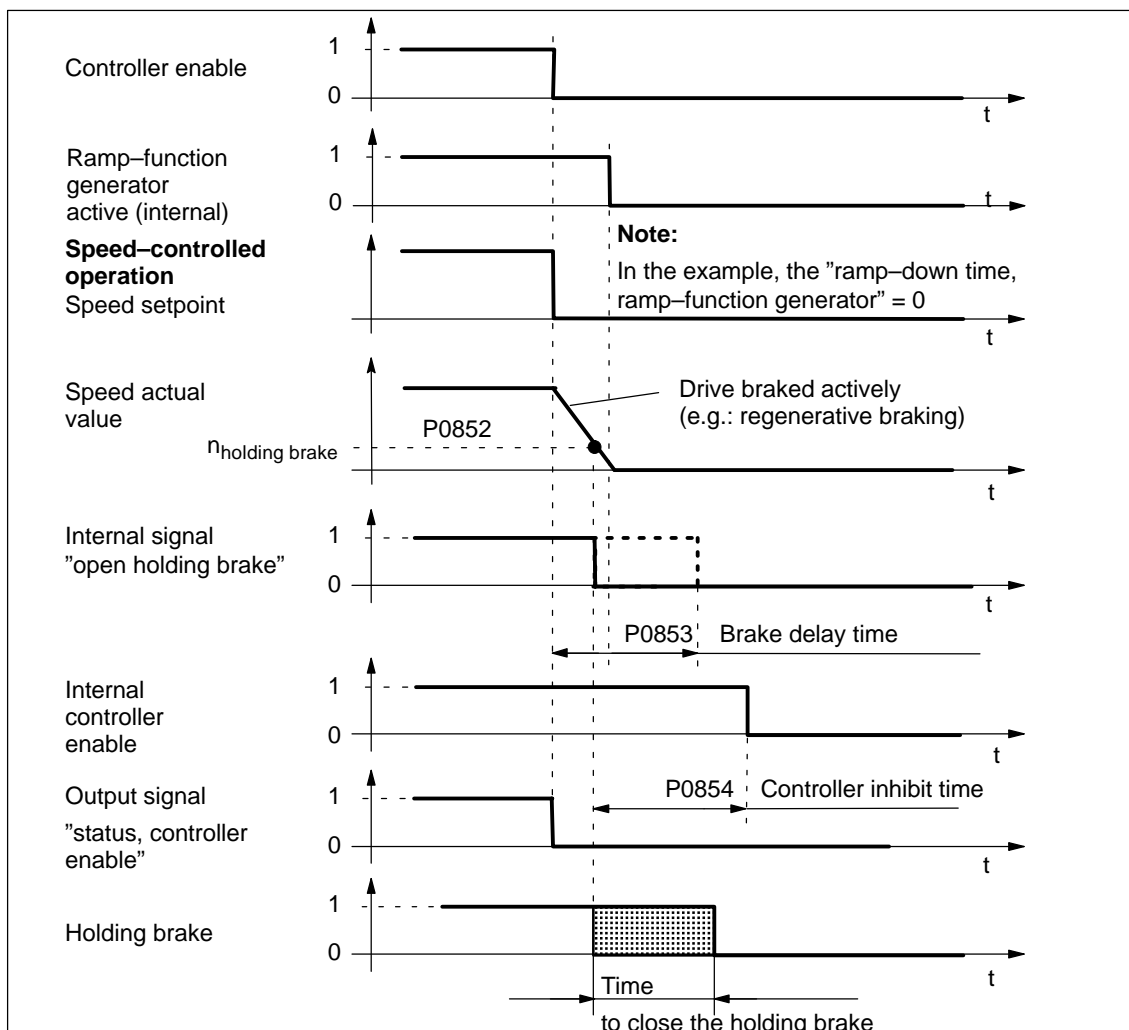 Controller enable
1
0
t
Ramp–function
generator
active (internal)
1
0
t
Speed–controlled
operation
Speed setpoint
Note:
In the example, the ”ramp–down time,
ramp–function generator” = 0
t
Speed actual
value
P0852
nholding brake
Drive braked actively
(e.g.: regenerative braking)
t
Internal signal
”open holding brake”
1
0
t
P0853 Brake delay time
Internal
controller
enable
1
0
t
P0854 Controller inhibit time
Output signal
”status, controller
enable”
1
0
t
Holding brake
1
0
t
Time
to close the holding brake